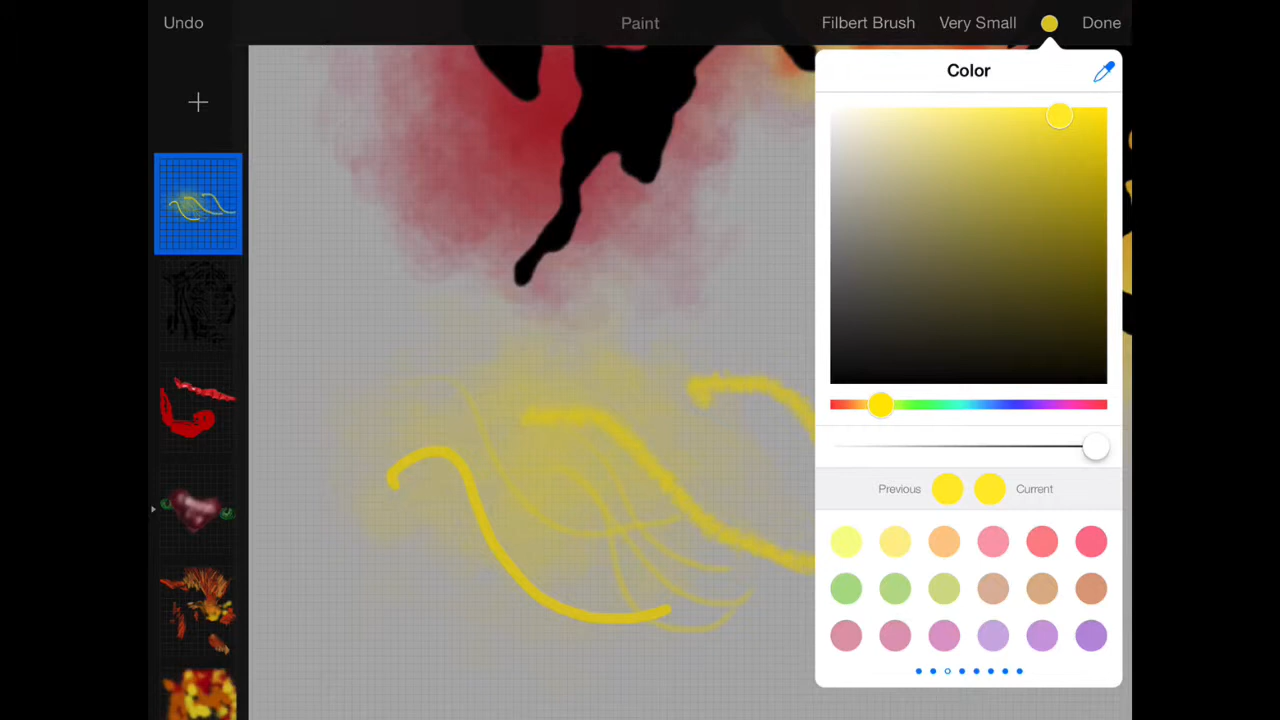 Undo
Paint
Filbert Brush
Very Small
Done
Color
Previous
Current